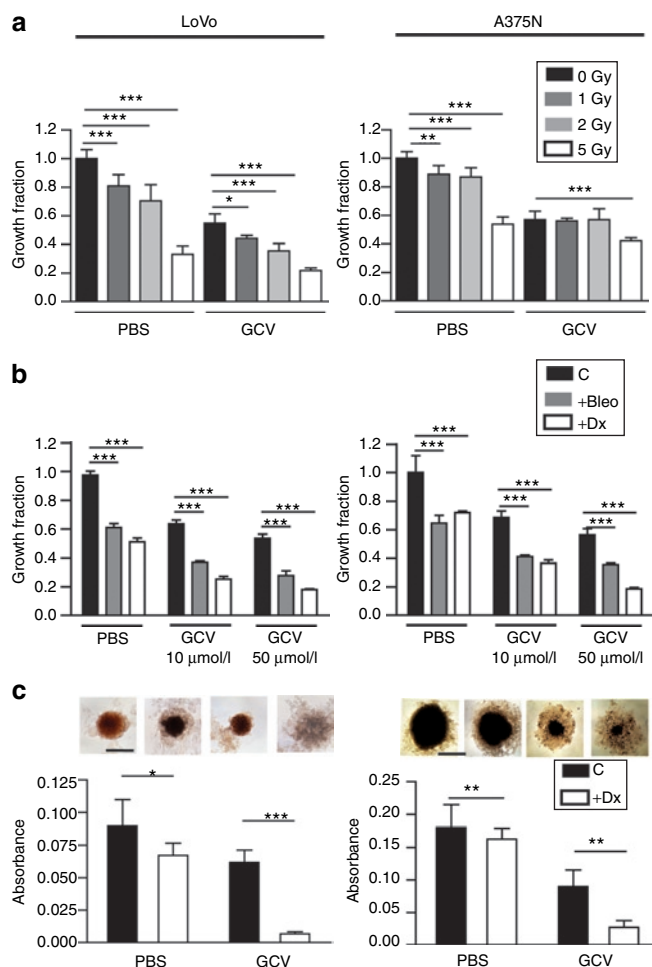 a
LoVo
A375N
0 Gy
1 Gy
2 Gy
5 Gy
Growth fraction
1.2
1.0
0.8
0.6
0.4
0.2
0.0
***
***
***
***
***
*
PBS
GCV
Growth fraction
1.2
1.0
0.8
0.6
0.4
0.2
0.0
***
***
**
***
PBS
GCV
b
C
+Bleo
+Dx
Growth fraction
1.2
1.0
0.8
0.6
0.4
0.2
0.0
***
***
***
***
***
***
PBS
GCV
10 μmol/l
GCV
50 μmol/l
Growth fraction
1.2
1.0
0.8
0.6
0.4
0.2
0.0
***
***
***
***
***
***
PBS
GCV
10 μmol/l
GCV
50 μmol/l
c
Absorbance
0.125
0.100
0.075
0.050
0.025
0.000
*
***
PBS
GCV
C
+Dx
Absorbance
0.25
0.20
0.15
0.10
0.05
0.00
**
**
PBS
GCV